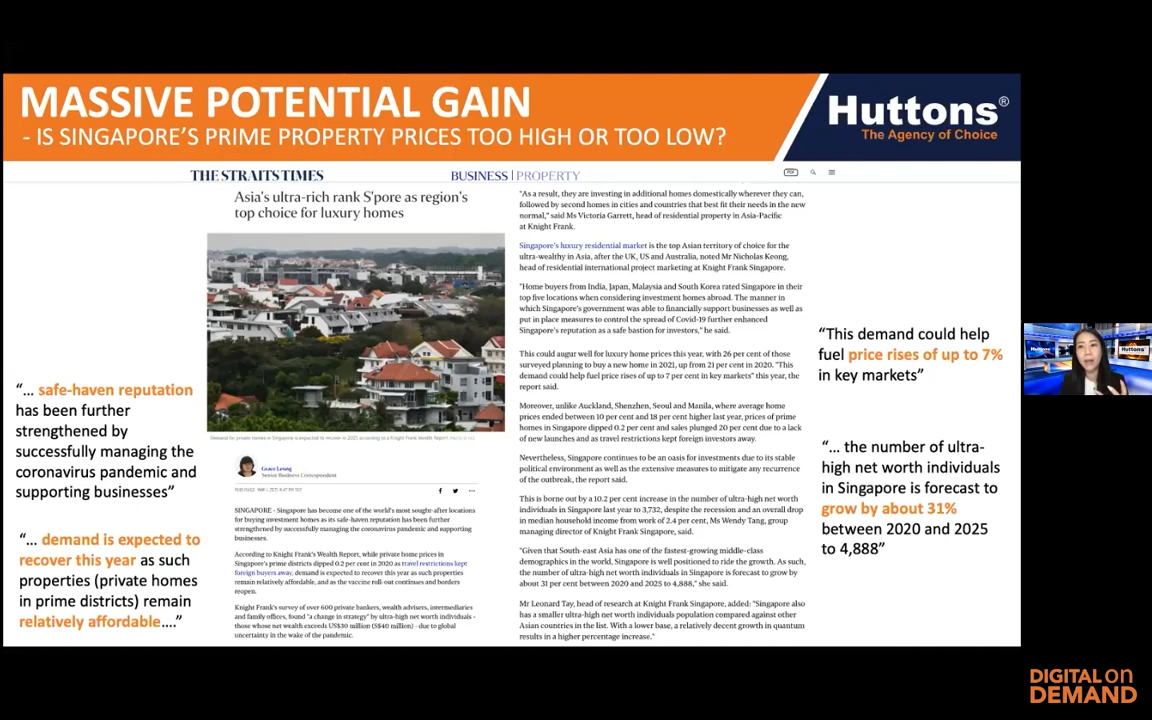 MASSIVE POTENTIAL GAIN
- IS SINGAPORE'S PRIME PROPERTY PRICES TOO HIGH OR TOO LOW?
Huttons®
The Agency of Choice
THE STRAITS TIMES
BUSINESS | PROPERTY
PDF
Asia's ultra-rich rank S'pore as region's
top choice for luxury homes
Demand for private homes in Singapore is expected to recover in 2021, according to a Knight Frank Wealth Report.
Grace Leong
Senior Business Correspondent
SINGAPORE - Singapore has become one of the world's most sought-after locations
for buying investment homes as its safe-haven reputation has been further
strengthened by successfully managing the coronavirus pandemic and supporting
businesses.
According to Knight Frank's Wealth Report, while private home prices in
Singapore's prime districts dipped 0.2 per cent in 2020 as travel restrictions kept
foreign buyers away, demand is expected to recover this year as such properties
remain relatively affordable, and as the vaccine roll-out continues and borders
reopen.
Knight Frank's survey of over 600 private bankers, wealth advisers, intermediaries
and family offices, found "a change in strategy" by ultra-high net worth individuals -
those whose net wealth exceeds US$30 million (S$40 million) - due to global
uncertainty in the wake of the pandemic.
"As a result, they are investing in additional homes domestically wherever they can,
followed by second homes in cities and countries that best fit their needs in the new
normal," said Ms Victoria Garrett, head of residential property in Asia-Pacific
at Knight Frank.
Singapore's luxury residential market is the top Asian territory of choice for the
ultra-wealthy in Asia, after the UK, US and Australia, noted Mr Nicholas Keong,
head of residential international project marketing at Knight Frank Singapore.
"Home buyers from India, Japan, Malaysia and South Korea rated Singapore in their
top five locations when considering investment homes abroad. The manner in
which Singapore's government was able to financially support businesses as well as
put in place measures to control the spread of Covid-19 further enhanced
Singapore's reputation as a safe bastion for investors," he said.
This could augur well for luxury home prices this year, with 26 per cent of those
surveyed planning to buy a new home in 2021, up from 21 per cent in 2020. "This
demand could help fuel price rises of up to 7 per cent in key markets" this year, the
report said.
Moreover, unlike Auckland, Shenzhen, Seoul and Manila, where average home
prices ended between 10 per cent and 18 per cent higher last year, prices of prime
homes in Singapore dipped 0.2 per cent and sales plunged 20 per cent due to a lack
of new launches and as travel restrictions kept foreign investors away.
Nevertheless, Singapore continues to be an oasis for investments due to its stable
political environment as well as the extensive measures to mitigate any recurrence
of the outbreak, the report said.
This is borne out by a 10.2 per cent increase in the number of ultra-high net worth
individuals in Singapore last year to 3,732, despite the recession and an overall drop
in median household income from work of 2.4 per cent, Ms Wendy Tang, group
managing director of Knight Frank Singapore, said.
"Given that South-east Asia has one of the fastest-growing middle-class
demographics in the world, Singapore is well positioned to ride the growth. As such,
the number of ultra-high net worth individuals in Singapore is forecast to grow by
about 31 per cent between 2020 and 2025 to 4,888," she said.
Mr Leonard Tay, head of research at Knight Frank Singapore, added: "Singapore also
has a smaller ultra-high net worth individuals population compared against other
Asian countries in the list. With a lower base, a relatively decent growth in quantum
results in a higher percentage increase."
"... safe-haven reputation
has been further
strengthened by
successfully managing the
coronavirus pandemic and
supporting businesses"
"... demand is expected to
recover this year as such
properties (private homes
in prime districts) remain
relatively affordable...."
"This demand could help
fuel price rises of up to 7%
in key markets"
"... the number of ultra-
high net worth individuals
in Singapore is forecast to
grow by about 31%
between 2020 and 2025
to 4,888"
Huttons
DIGITAL on
DEMAND